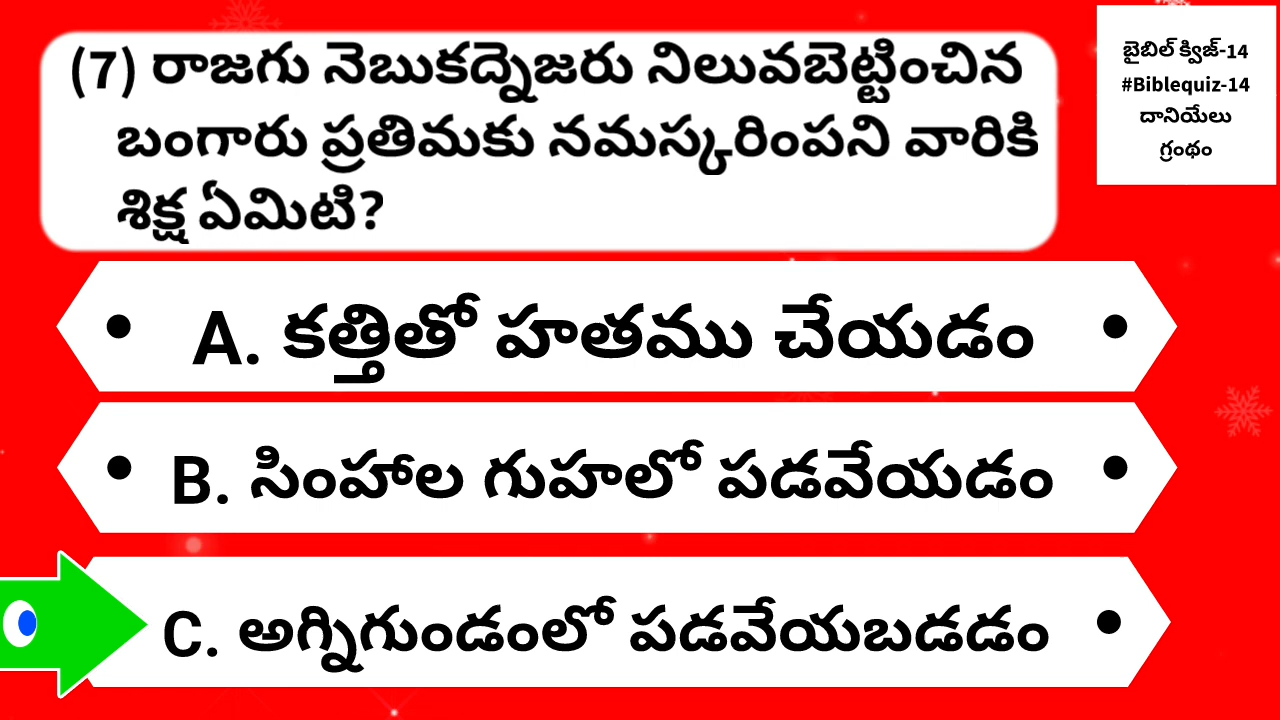 (7) రాజగు నెబుకద్నెజరు నిలువబెట్టించిన
బంగారు ప్రతిమకు నమస్కరింపని వారికి
శిక్ష ఏమిటి?
బైబిల్ క్విజ్-14
#Biblequiz-14
దానియేలు
గ్రంథం
A. కత్తితో హతము చేయడం
B. సింహాల గుహలో పడవేయడం
C. అగ్నిగుండంలో పడవేయబడడం